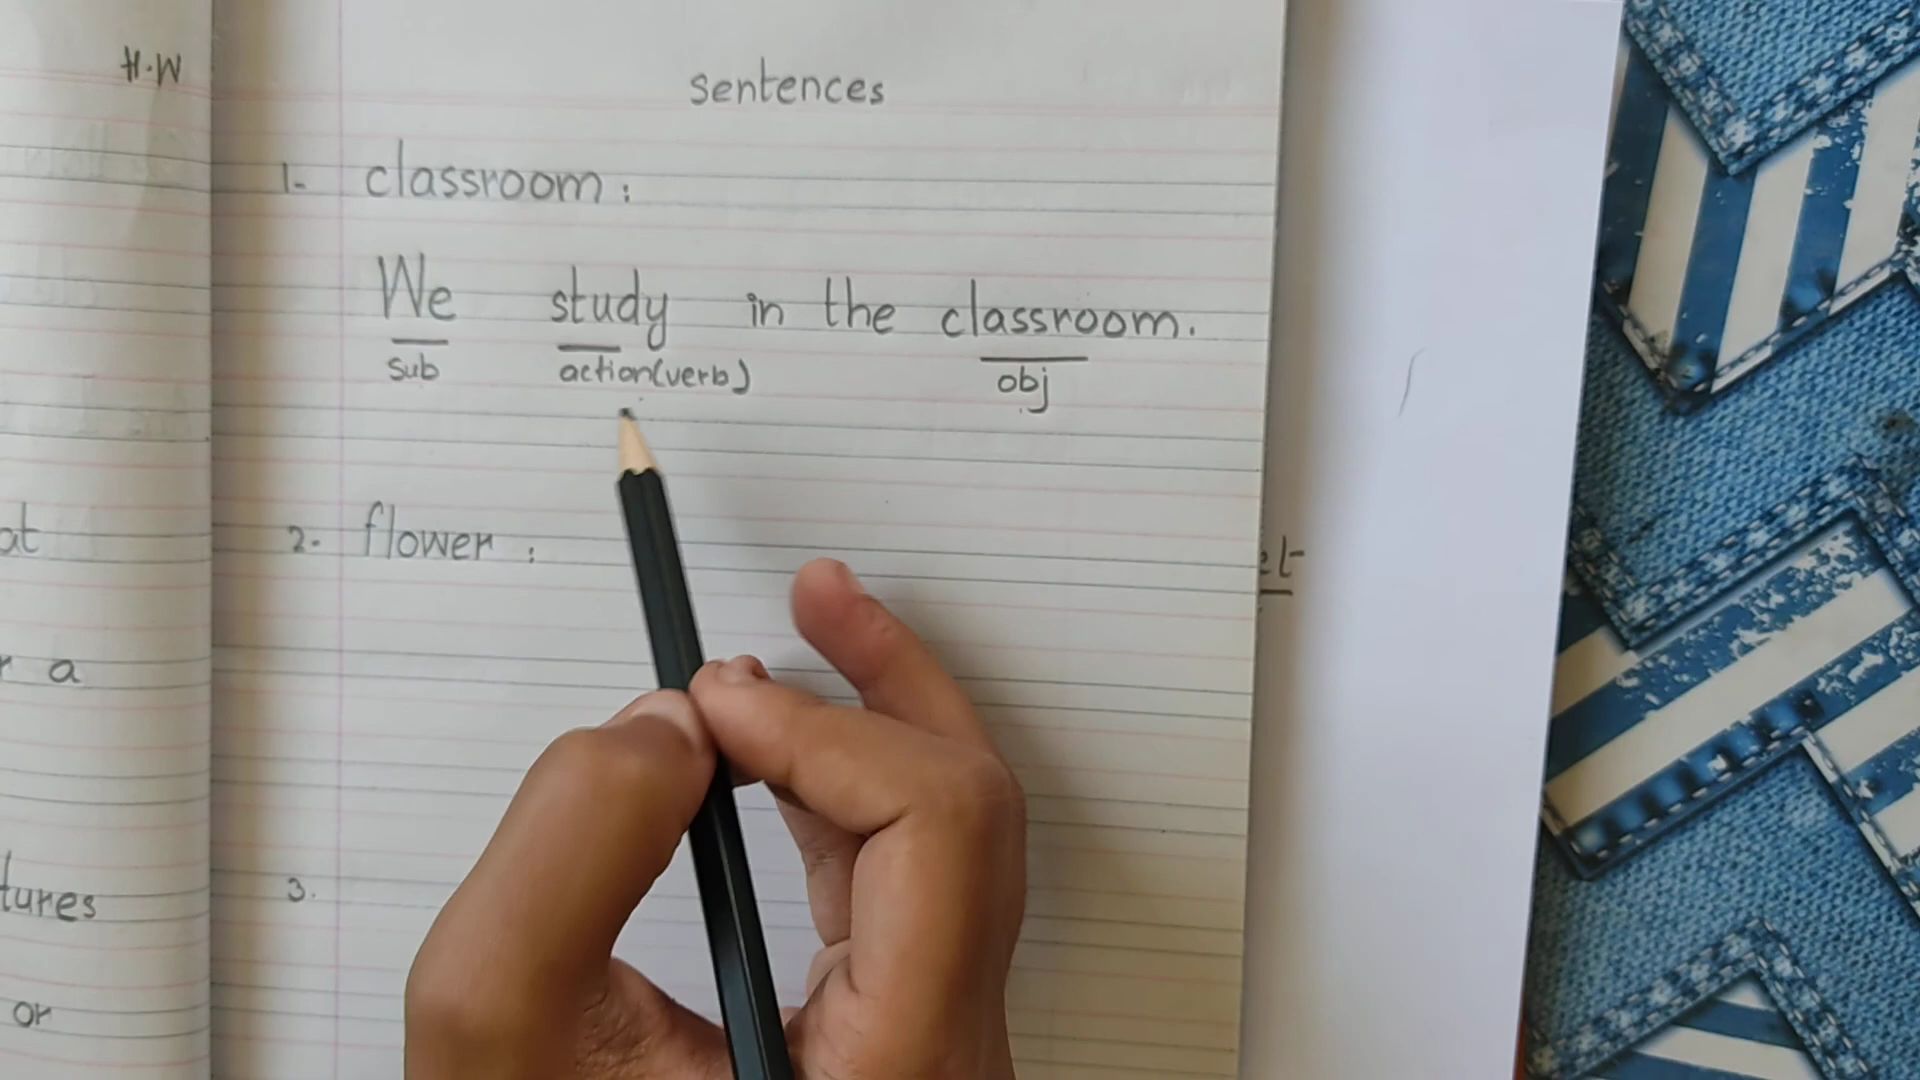 H.W
sentences
1- classroom :
We study in the classroom.
sub action(verb) obj
at
2. flower :
a
tures
3.
or